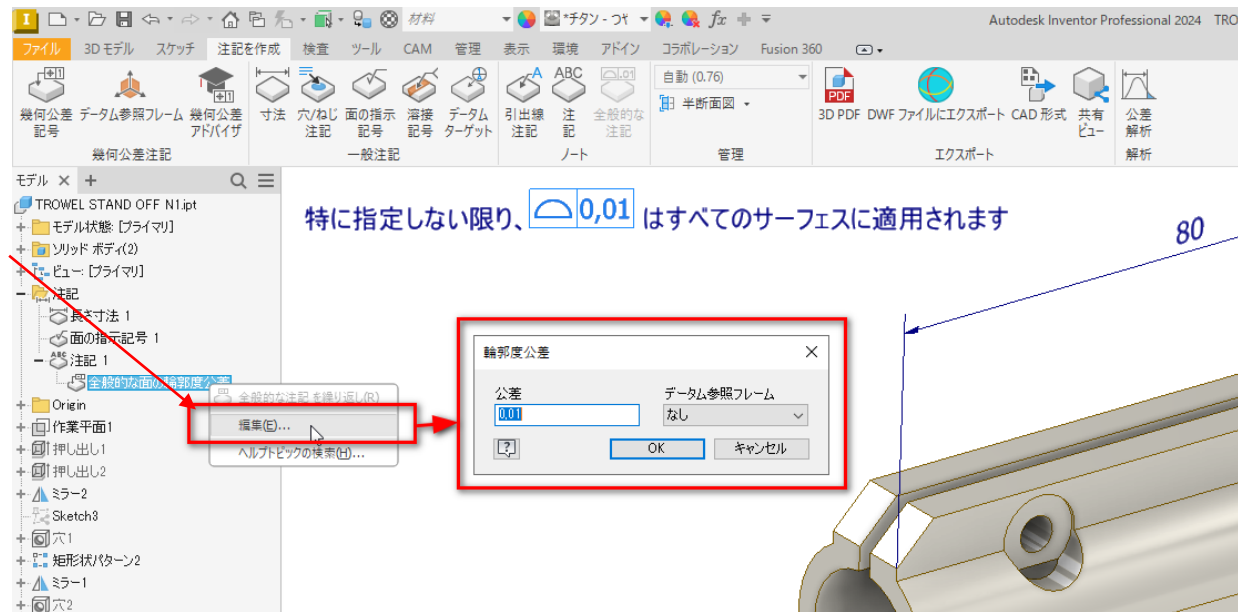 I
材料
*チタン - つヤ
fx
Autodesk Inventor Professional 2024 TRO
ファイル 3D モデル スケッチ 注記を作成 検査 ツール CAM 管理 表示 環境 アドイン コラボレーション Fusion 360
幾何公差
記号
データム参照フレーム
幾何公差
アドバイザ
寸法
穴/ねじ
注記
面の指示
記号
溶接
記号
データム
ターゲット
引出線
注記
ABC
注
記
0.01
全般的な
注記
自動 (0.76)
半断面図
PDF
3D PDF
DWF ファイルにエクスポート
CAD 形式
共有
ビュー
公差
解析
幾何公差注記 一般注記 ノート 管理 エクスポート 解析
モデル × +
TROWEL STAND OFF N1.ipt
モデル状態: [プライマリ]
ソリッド ボディ(2)
ビュー: [プライマリ]
注記
長さ寸法 1
面の指示記号 1
注記 1
全般的な面の輪郭度公差
全般的な注記 を繰り返し(R)
編集(E)...
ヘルプトピックの検索(H)...
Origin
作業平面1
押し出し1
押し出し2
ミラー2
Sketch3
穴1
矩形状パターン2
ミラー1
穴2
特に指定しない限り、 0,01 はすべてのサーフェスに適用されます
80
輪郭度公差
公差 データム参照フレーム
0.01 なし
OK キャンセル